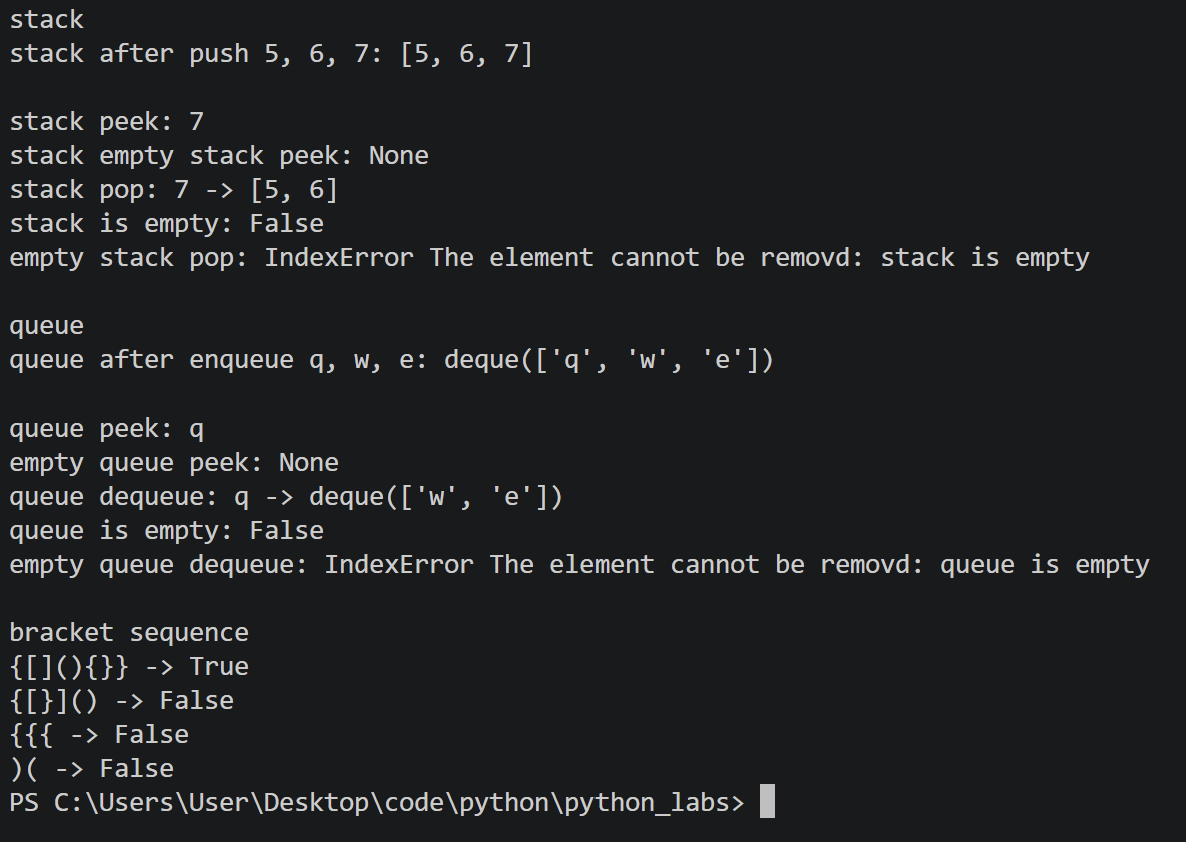 stack
stack after push 5, 6, 7: [5, 6, 7]
stack peek: 7
stack empty stack peek: None
stack pop: 7 -> [5, 6]
stack is empty: False
empty stack pop: IndexError The element cannot be removd: stack is empty
queue
queue after enqueue q, w, e: deque(['q', 'w', 'e'])
queue peek: q
empty queue peek: None
queue dequeue: q -> deque(['w', 'e'])
queue is empty: False
empty queue dequeue: IndexError The element cannot be removd: queue is empty
bracket sequence
{[](){}} -> True
{[}]() -> False
{{{ -> False
)( -> False
PS C:\Users\User\Desktop\code\python\python_labs>